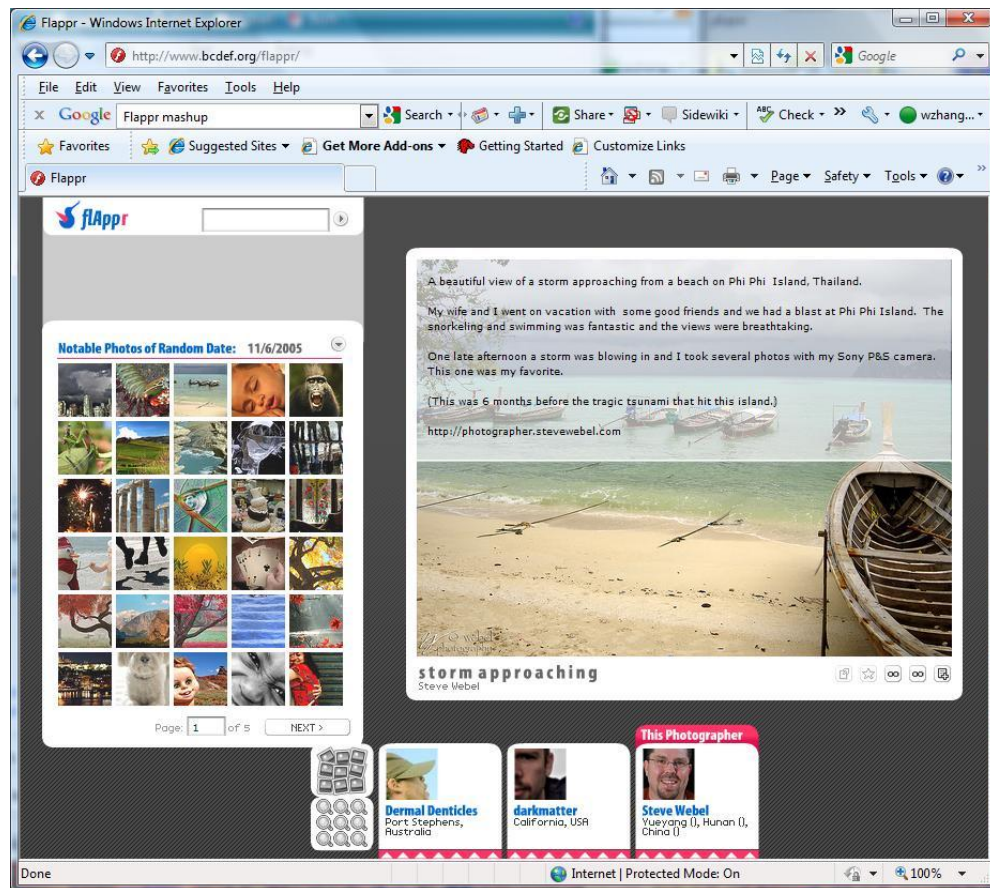 Flappr - Windows Internet Explorer
http://www.bcdef.org/flappr/
Google
File Edit View Favorites Tools Help
x Google Flappr mashup Search Share Sidewiki ABC Check >> wzhang...
Favorites Suggested Sites Get More Add-ons Getting Started Customize Links
Flappr Page Safety Tools >>
flAppr
Notable Photos of Random Date: 11/6/2005
Page: 1 of 5 NEXT >
A beautiful view of a storm approaching from a beach on Phi Phi Island, Thailand.
My wife and I went on vacation with some good friends and we had a blast at Phi Phi Island. The
snorkeling and swimming was fantastic and the views were breathtaking.
One late afternoon a storm was blowing in and I took several photos with my Sony P&S camera.
This one was my favorite.
(This was 6 months before the tragic tsunami that hit this island.)
http://photographer.stevewebel.com
storm approaching
Steve Webel
This Photographer
Dermal Denticles
Port Stephens,
Australia
darkmatter
California, USA
Steve Webel
Yueyang (), Hunan (),
China ()
Done Internet | Protected Mode: On 100%